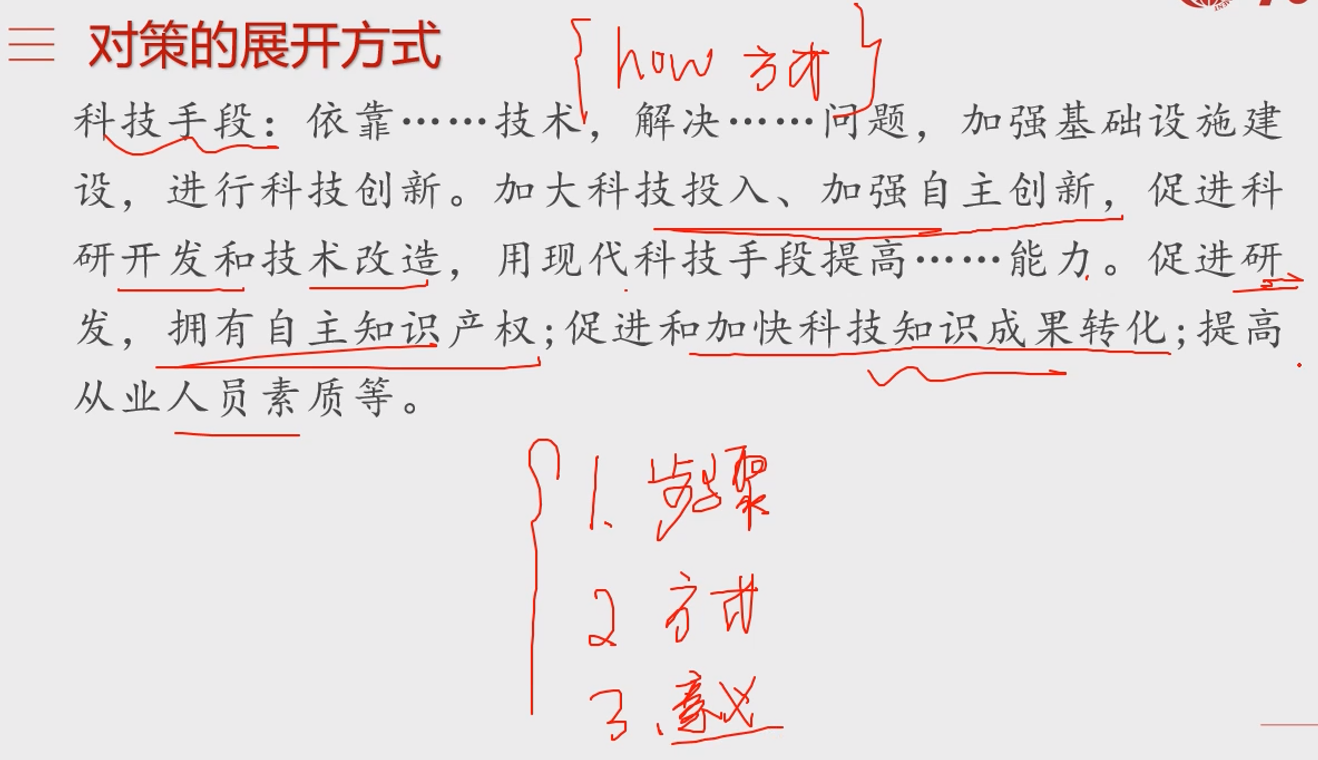 对策的展开方式
{how 方式}
科技手段：依靠……技术，解决……问题，加强基础设施建
设，进行科技创新。加大科技投入、加强自主创新，促进科
研开发和技术改造，用现代科技手段提高……能力。促进研
发，拥有自主知识产权;促进和加快科技知识成果转化;提高
从业人员素质等。
1. 步骤
2 方式
3. 意义